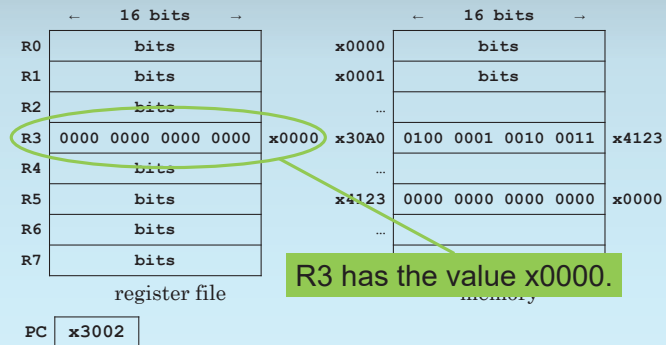 ← 16 bits → ← 16 bits →
R0 bits x0000 bits
R1 bits x0001 bits
R2 bits …
R3 0000 0000 0000 0000 x0000 x30A0 0100 0001 0010 0011 x4123
R4 bits …
R5 bits x4123 0000 0000 0000 0000 x0000
R6 bits …
R7 bits
R3 has the value x0000.
register file memory
PC x3002